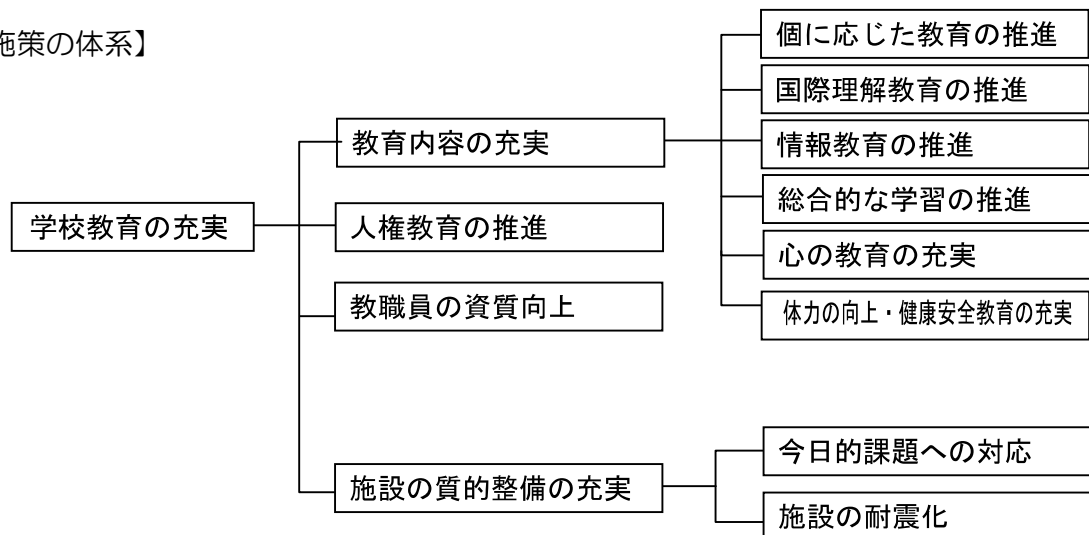 施策の体系】
学校教育の充実
教育内容の充実
人権教育の推進
教職員の資質向上
施設の質的整備の充実
個に応じた教育の推進
国際理解教育の推進
情報教育の推進
総合的な学習の推進
心の教育の充実
体力の向上・健康安全教育の充実
今日的課題への対応
施設の耐震化